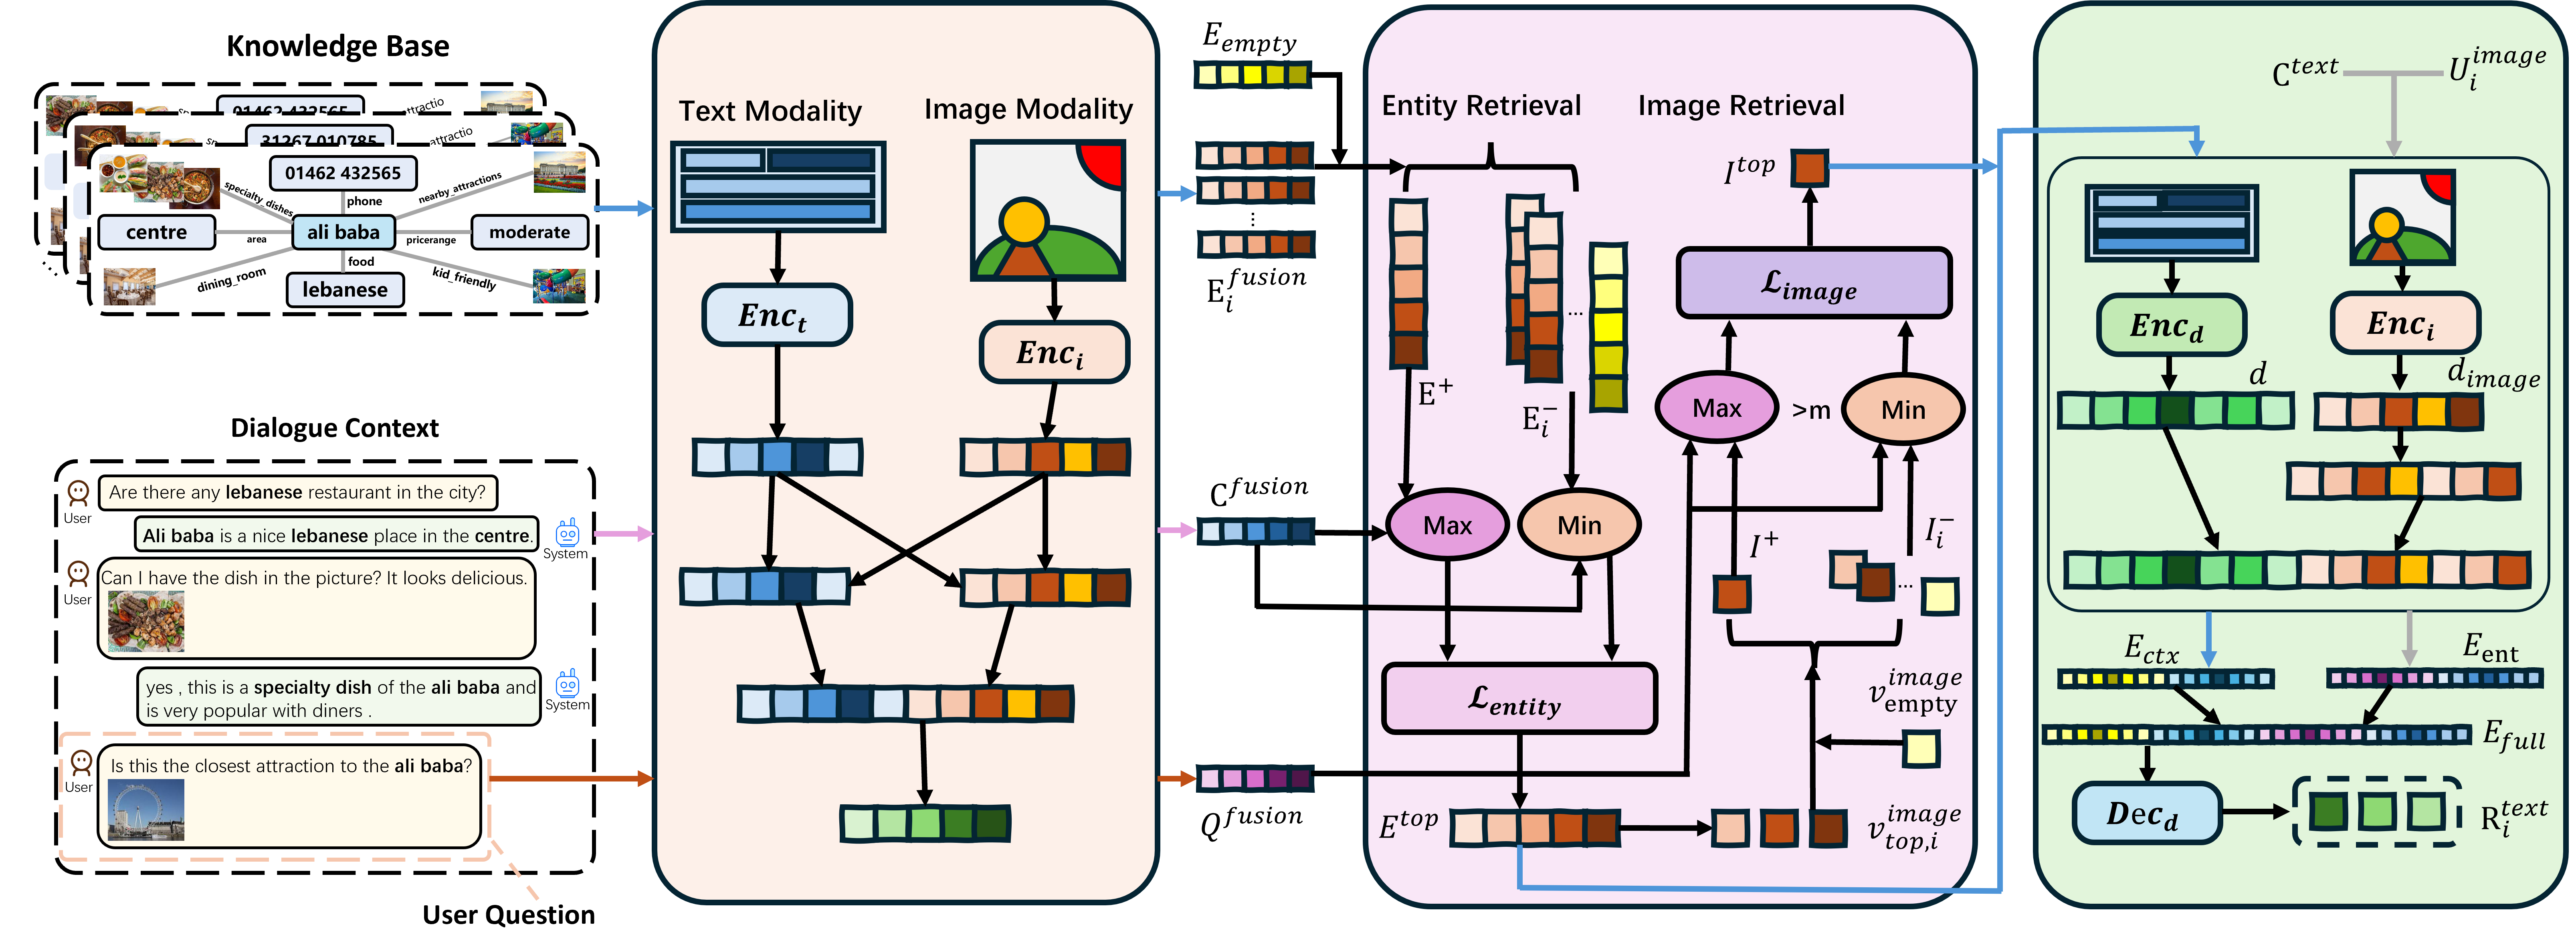 Knowledge Base
01462 432565
attractio
31267 010785
attractio
01462 432565
specialty_dishes
phone
nearby_attractions
centre
area
ali baba
pricerange
moderate
food
dining_room
kid_friendly
lebanese
Dialogue Context
Are there any lebanese restaurant in the city?
User
Ali baba is a nice lebanese place in the centre.
System
Can I have the dish in the picture? It looks delicious.
User
yes , this is a specialty dish of the ali baba and
is very popular with diners .
System
Is this the closest attraction to the ali baba?
User
User Question
Text Modality
Image Modality
Enc_t
Enc_i
E_{empty}
E_i^{fusion}
C^{fusion}
Q^{fusion}
Entity Retrieval
Image Retrieval
I^{top}
ℒ_{image}
...
E^+
E_i^-
Max
>m
Min
Max
Min
I^+
I_i^-
...
ℒ_{entity}
v_{empty}^{image}
E^{top}
v_{top,i}^{image}
C^{text}
U_i^{image}
Enc_d
Enc_i
d
d_{image}
E_{ctx}
E_{ent}
E_{full}
Dec_d
R_i^{text}